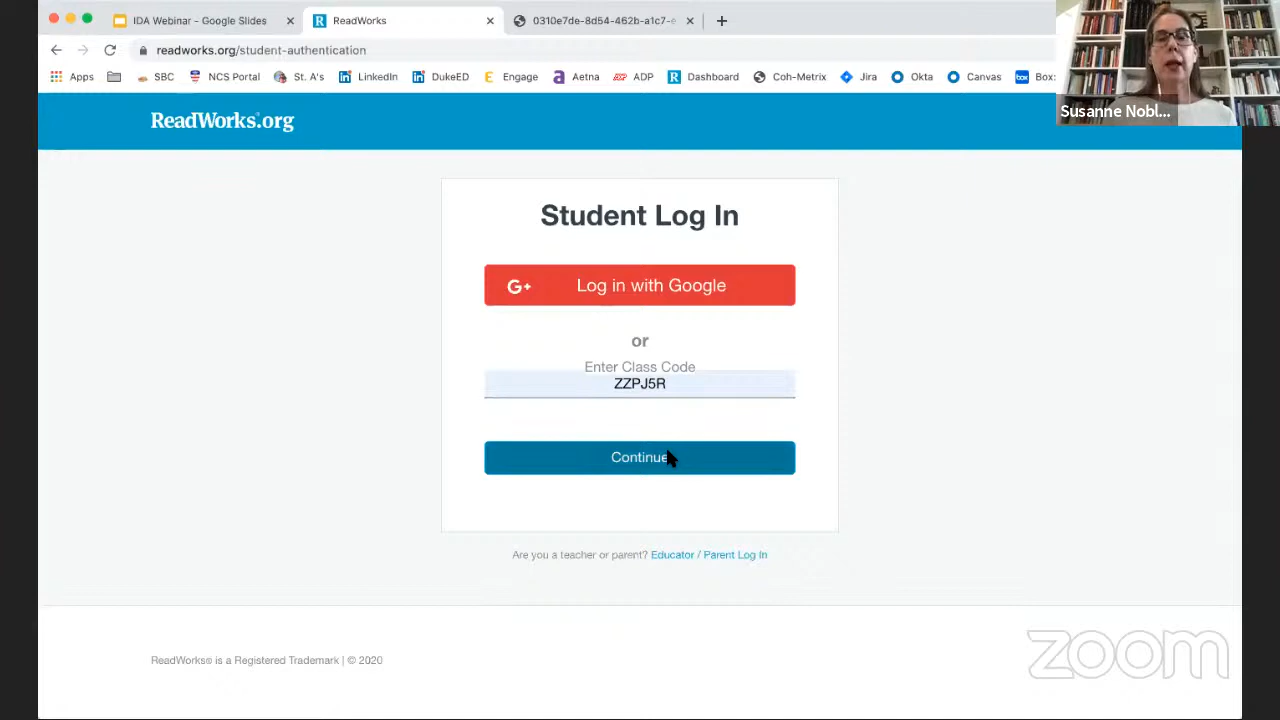 IDA Webinar - Google Slides
ReadWorks
0310e7de-8d54-462b-a1c7-e
readworks.org/student-authentication
Apps
SBC
NCS Portal
St. A's
LinkedIn
DukeED
Engage
Aetna
ADP
Dashboard
Coh-Metrix
Jira
Okta
Canvas
Box:
Susanne Nobl...
ReadWorks.org
Student Log In
G+ Log in with Google
or
Enter Class Code
ZZPJ5R
Continue
Are you a teacher or parent? Educator / Parent Log In
ReadWorks® is a Registered Trademark | © 2020
zoom